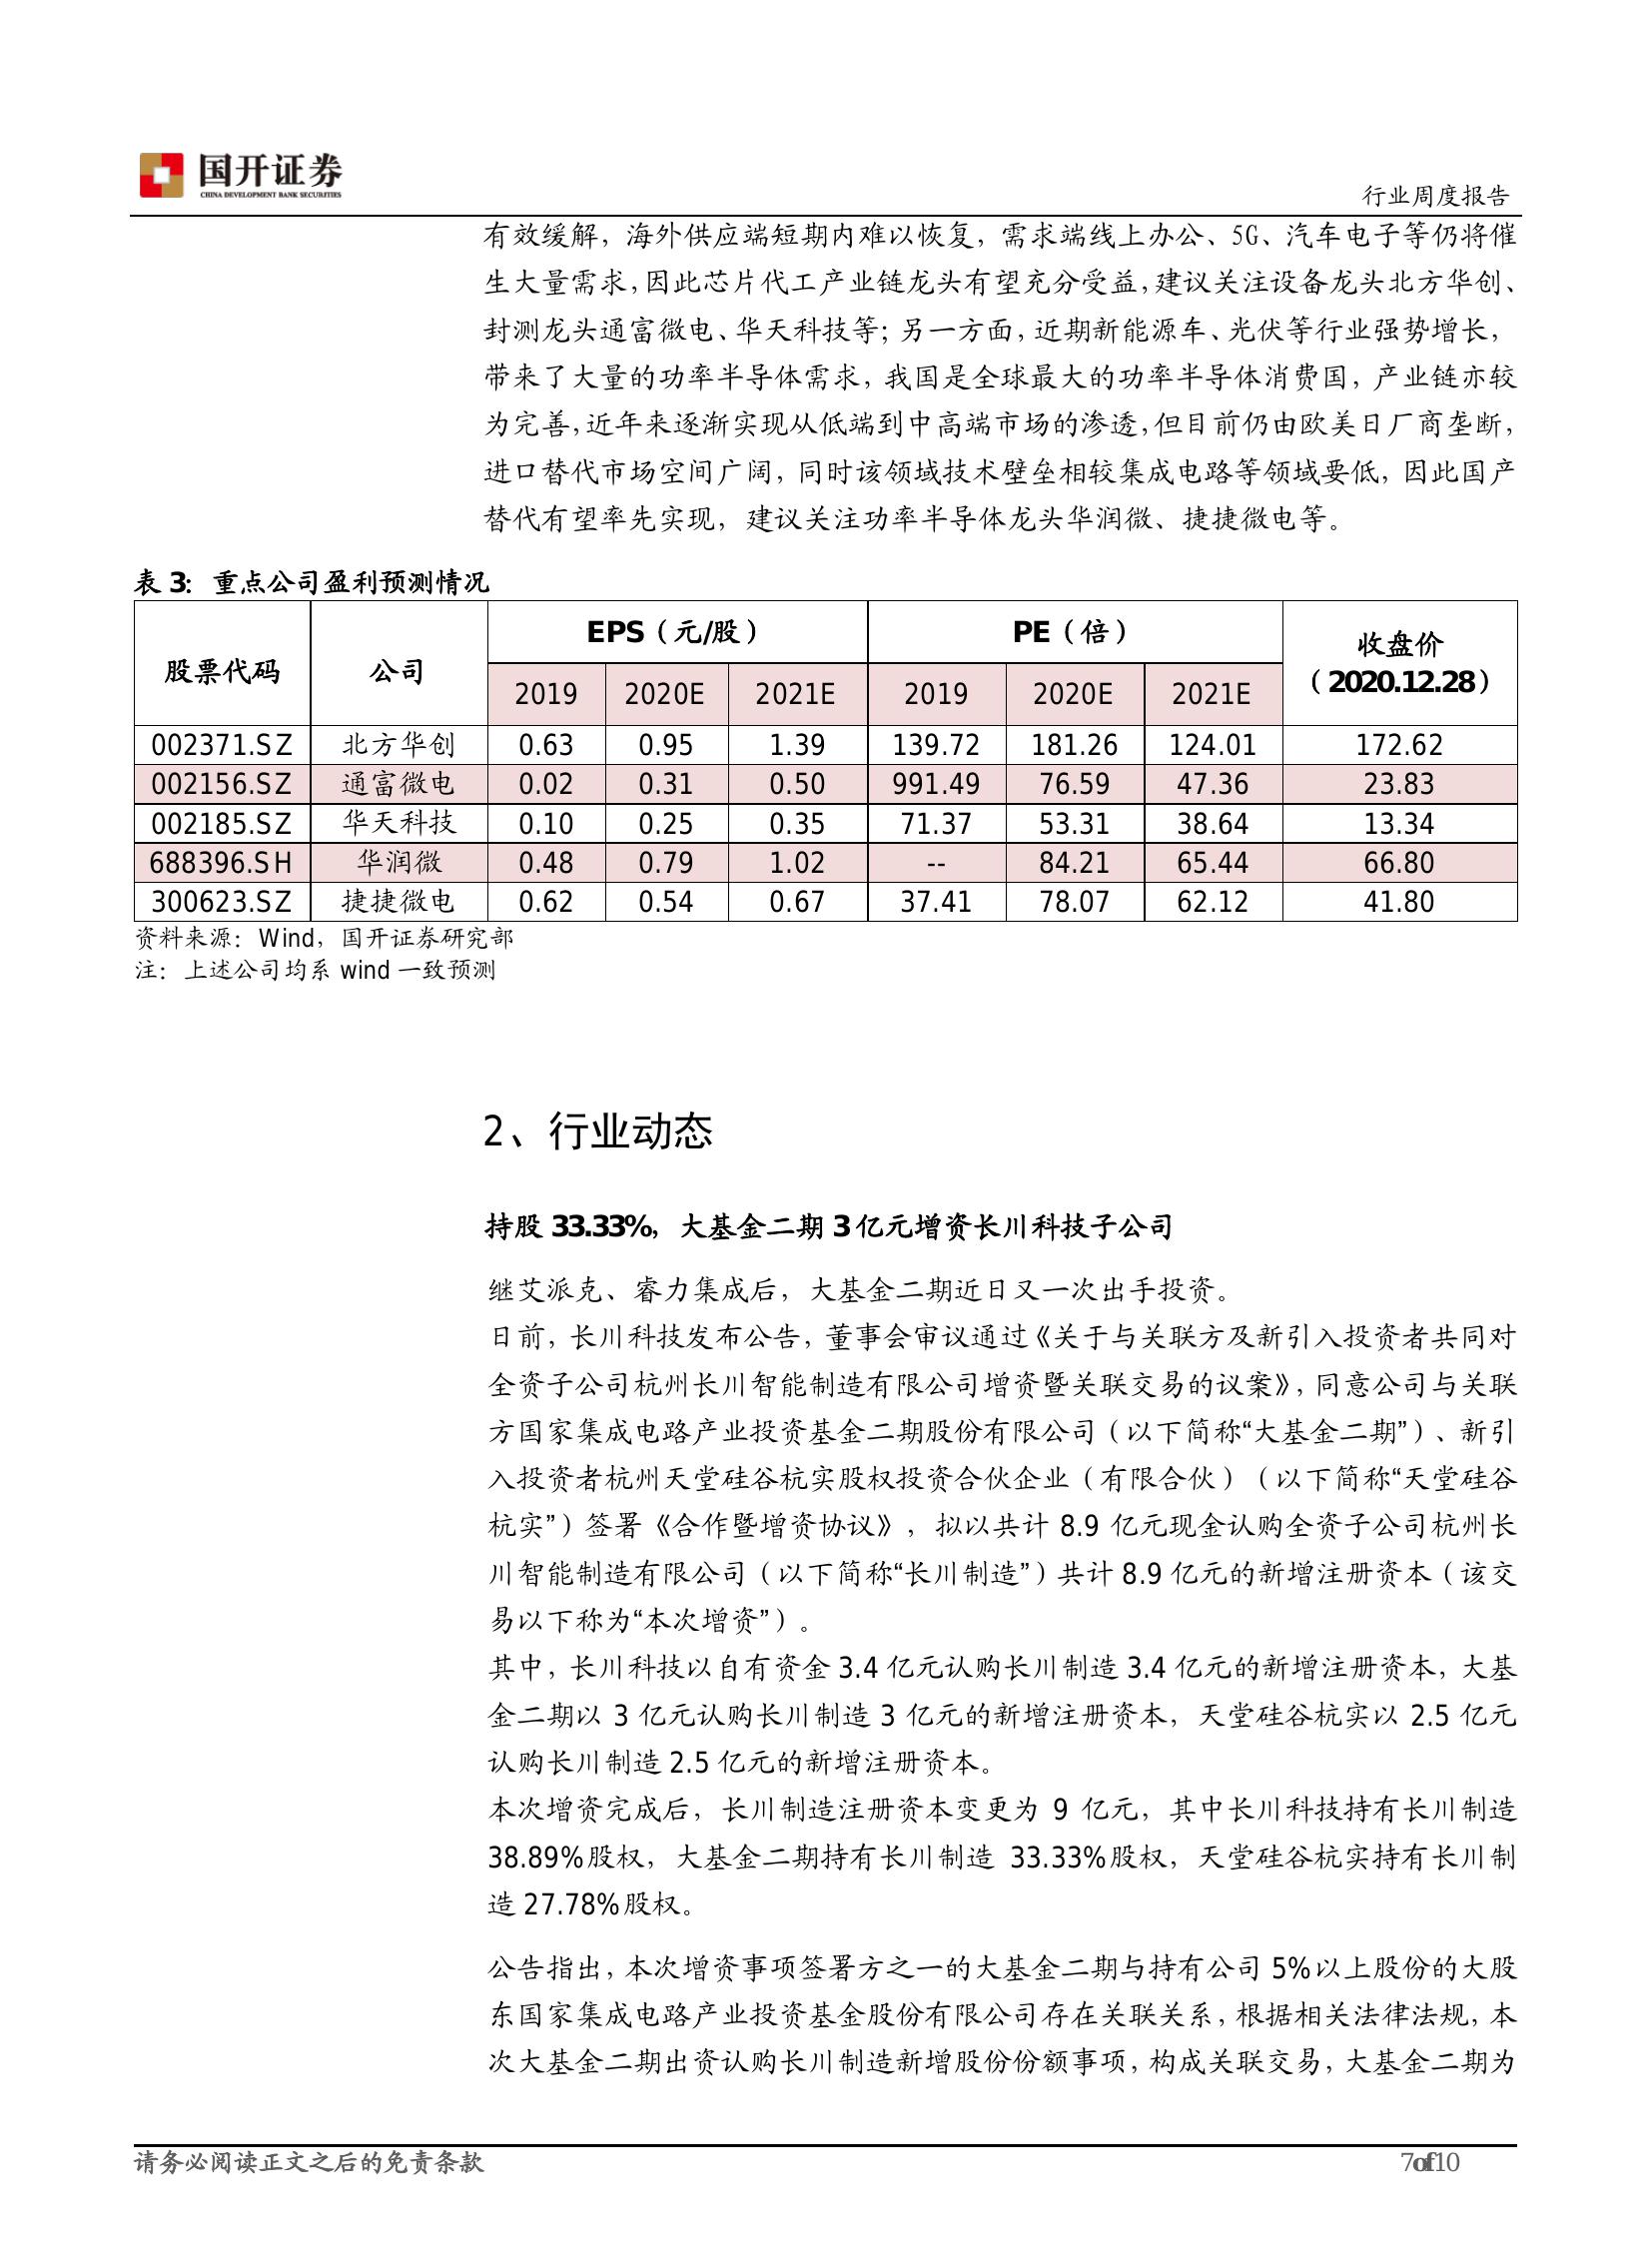 国开证券
CHINA DEVELOPMENT BANK SECURITIES
行业周度报告
有效缓解，海外供应端短期内难以恢复，需求端线上办公、5G、汽车电子等仍将催
生大量需求，因此芯片代工产业链龙头有望充分受益，建议关注设备龙头北方华创、
封测龙头通富微电、华天科技等；另一方面，近期新能源车、光伏等行业强势增长，
带来了大量的功率半导体需求，我国是全球最大的功率半导体消费国，产业链亦较
为完善，近年来逐渐实现从低端到中高端市场的渗透，但目前仍由欧美日厂商垄断，
进口替代市场空间广阔，同时该领域技术壁垒相较集成电路等领域要低，因此国产
替代有望率先实现，建议关注功率半导体龙头华润微、捷捷微电等。
表 3：重点公司盈利预测情况
股票代码 公司 EPS（元/股） PE（倍） 收盘价（2020.12.28）
2019 2020E 2021E 2019 2020E 2021E
002371.SZ 北方华创 0.63 0.95 1.39 139.72 181.26 124.01 172.62
002156.SZ 通富微电 0.02 0.31 0.50 991.49 76.59 47.36 23.83
002185.SZ 华天科技 0.10 0.25 0.35 71.37 53.31 38.64 13.34
688396.SH 华润微 0.48 0.79 1.02 -- 84.21 65.44 66.80
300623.SZ 捷捷微电 0.62 0.54 0.67 37.41 78.07 62.12 41.80
资料来源：Wind，国开证券研究部
注：上述公司均系 wind 一致预测
2、行业动态
持股 33.33%，大基金二期 3 亿元增资长川科技子公司
继艾派克、睿力集成后，大基金二期近日又一次出手投资。
日前，长川科技发布公告，董事会审议通过《关于与关联方及新引入投资者共同对
全资子公司杭州长川智能制造有限公司增资暨关联交易的议案》，同意公司与关联
方国家集成电路产业投资基金二期股份有限公司（以下简称“大基金二期”）、新引
入投资者杭州天堂硅谷杭实股权投资合伙企业（有限合伙）（以下简称“天堂硅谷
杭实”）签署《合作暨增资协议》，拟以共计 8.9 亿元现金认购全资子公司杭州长
川智能制造有限公司（以下简称“长川制造”）共计 8.9 亿元的新增注册资本（该交
易以下称为“本次增资”）。
其中，长川科技以自有资金 3.4 亿元认购长川制造 3.4 亿元的新增注册资本，大基
金二期以 3 亿元认购长川制造 3 亿元的新增注册资本，天堂硅谷杭实以 2.5 亿元
认购长川制造 2.5 亿元的新增注册资本。
本次增资完成后，长川制造注册资本变更为 9 亿元，其中长川科技持有长川制造
38.89%股权，大基金二期持有长川制造 33.33%股权，天堂硅谷杭实持有长川制
造 27.78%股权。
公告指出，本次增资事项签署方之一的大基金二期与持有公司 5%以上股份的大股
东国家集成电路产业投资基金股份有限公司存在关联关系，根据相关法律法规，本
次大基金二期出资认购长川制造新增股份份额事项，构成关联交易，大基金二期为
请务必阅读正文之后的免责条款
7of10